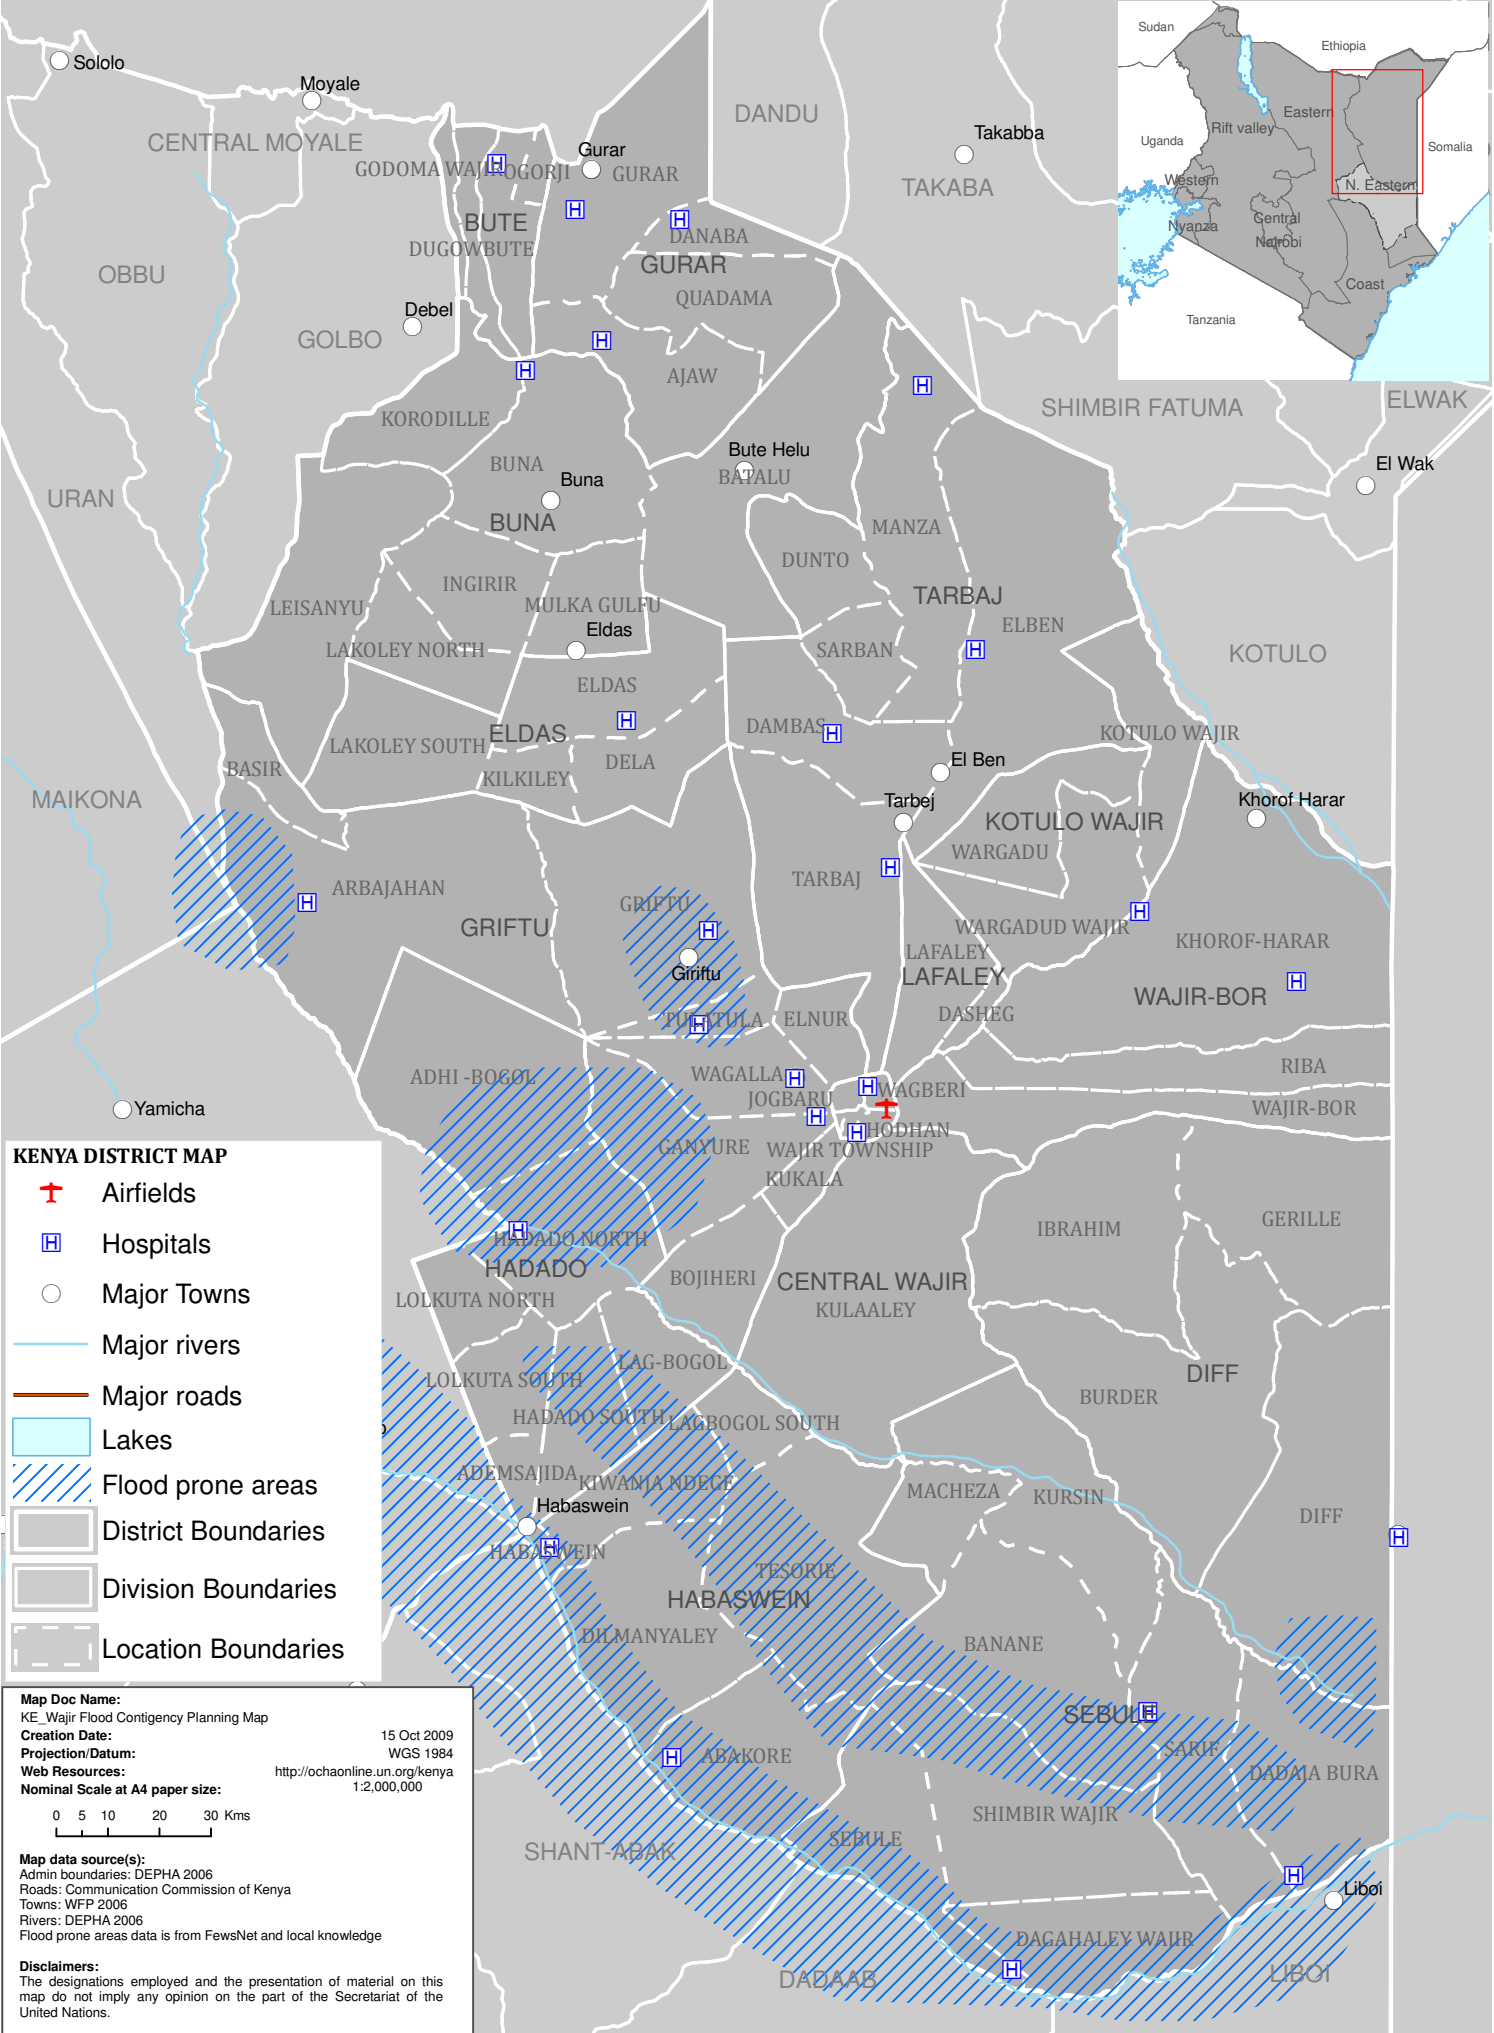 Sololo
Moyale
CENTRAL MOYALE
DANDU
Takabba
TAKABA
Gurar
GODOMA WAJIR
OGORJI
GURAR
BUTE
DUGOWBUTE
DANABA
GURAR
QUADAMA
OBBU
Debel
GOLBO
AJAW
KORODILLE
SHIMBIR FATUMA
ELWAK
Sudan
Ethiopia
Eastern
Rift valley
Uganda
Somalia
Western
N. Eastern
Central
Nyanza
Nairobi
Coast
Tanzania
Bute Helu
BATALU
El Wak
BUNA
Buna
URAN
BUNA
MANZA
DUNTO
INGIRIR
TARBAJ
LEISANYU
MULKA GULFU
Eldas
ELBEN
LAKOLEY NORTH
SARBAN
KOTULO
ELDAS
DAMBAS
KOTULO WAJIR
ELDAS
LAKOLEY SOUTH
DELA
BASIR
KILKILEY
El Ben
MAIKONA
Tarbej
Khorof Harar
KOTULO WAJIR
WARGADU
ARBAJAHAN
TARBAJ
GRIFTU
GRIFTU
WARGADUD WAJIR
KHOROF-HARAR
LAFALEY
LAFALEY
Giriftu
WAJIR-BOR
TULATULA
ELNUR
DASHEG
RIBA
ADHI -BOGOL
WAGALLA
WAGBERI
JOGBARU
WAJIR-BOR
Yamicha
HODHAN
GANYURE
WAJIR TOWNSHIP
KUKALA
IBRAHIM
GERILLE
HADADO NORTH
HADADO
BOJIHERI
CENTRAL WAJIR
KULAALEY
LOLKUTA NORTH
LAG-BOGOL
LOLKUTA SOUTH
DIFF
BURDER
HADADO SOUTH
LAGBOGOL SOUTH
ADEMSAJIDA
KIWANJA NDEGE
MACHEZA
KURSIN
Habaswein
DIFF
HABASWEIN
TESORIE
HABASWEIN
DILMANYALEY
BANANE
SEBULE
SARIF
ABAKORE
DADAJA BURA
SHIMBIR WAJIR
SHANT-ABAK
SEBULE
Liboi
DAGAHALEY WAJIR
DADAAB
LIBOI
KENYA DISTRICT MAP
Airfields
Hospitals
Major Towns
Major rivers
Major roads
Lakes
Flood prone areas
District Boundaries
Division Boundaries
Location Boundaries
Map Doc Name:
KE_Wajir Flood Contigency Planning Map
Creation Date: 15 Oct 2009
Projection/Datum: WGS 1984
Web Resources: http://ochaonline.un.org/kenya
Nominal Scale at A4 paper size: 1:2,000,000
0 5 10 20 30 Kms
Map data source(s):
Admin boundaries: DEPHA 2006
Roads: Communication Commission of Kenya
Towns: WFP 2006
Rivers: DEPHA 2006
Flood prone areas data is from FewsNet and local knowledge
Disclaimers:
The designations employed and the presentation of material on this
map do not imply any opinion on the part of the Secretariat of the
United Nations.